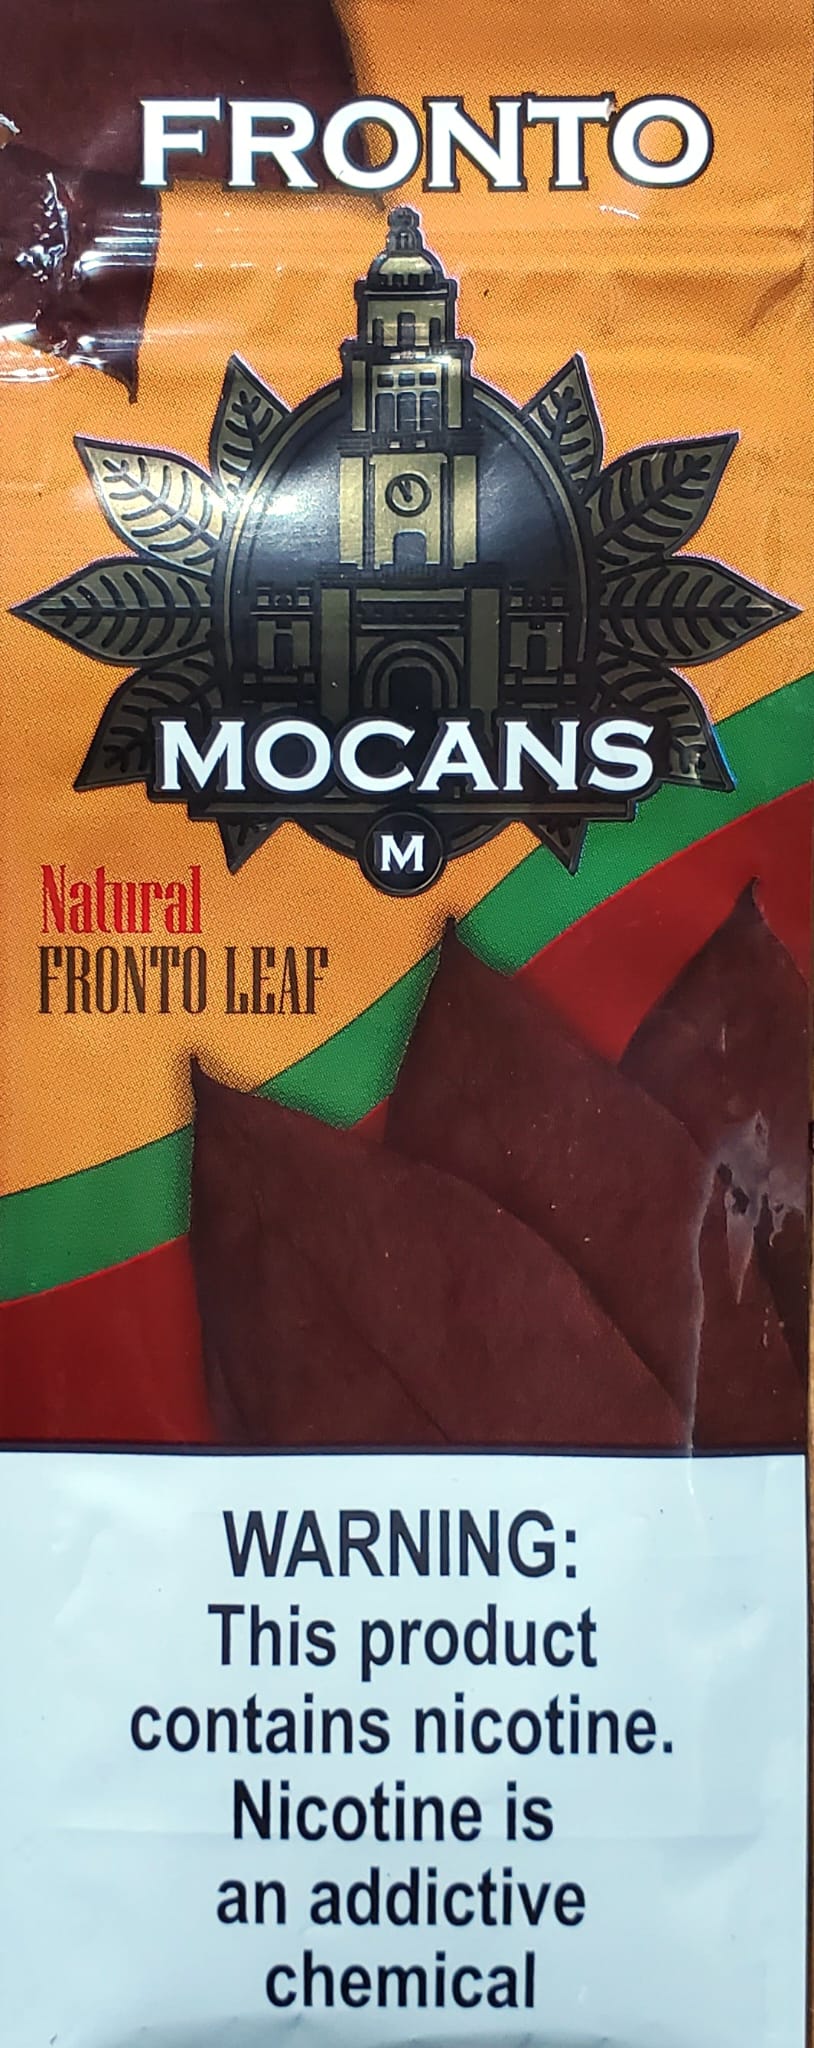 FRONTO
MOCANS
M
Natural
FRONTO LEAF
WARNING:
This product
contains nicotine.
Nicotine is
an addictive
chemical